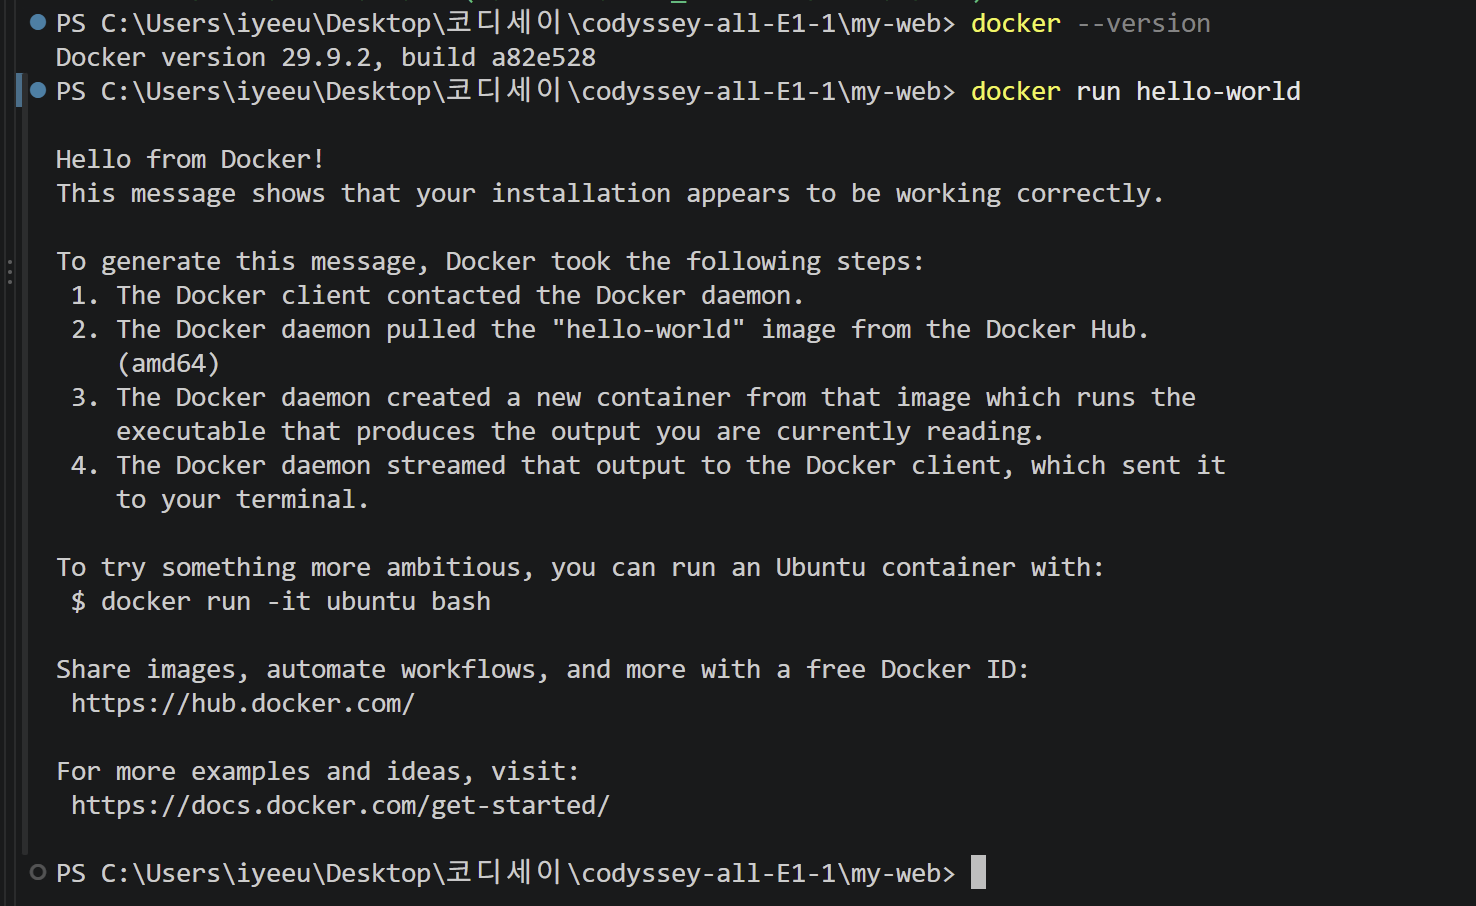 PS C:\Users\iyeeu\Desktop\코디세이\codyssey-all-E1-1\my-web> docker --version
Docker version 29.9.2, build a82e528
PS C:\Users\iyeeu\Desktop\코디세이\codyssey-all-E1-1\my-web> docker run hello-world
Hello from Docker!
This message shows that your installation appears to be working correctly.
To generate this message, Docker took the following steps:
1. The Docker client contacted the Docker daemon.
2. The Docker daemon pulled the "hello-world" image from the Docker Hub.
(amd64)
3. The Docker daemon created a new container from that image which runs the
executable that produces the output you are currently reading.
4. The Docker daemon streamed that output to the Docker client, which sent it
to your terminal.
To try something more ambitious, you can run an Ubuntu container with:
$ docker run -it ubuntu bash
Share images, automate workflows, and more with a free Docker ID:
https://hub.docker.com/
For more examples and ideas, visit:
https://docs.docker.com/get-started/
PS C:\Users\iyeeu\Desktop\코디세이\codyssey-all-E1-1\my-web>